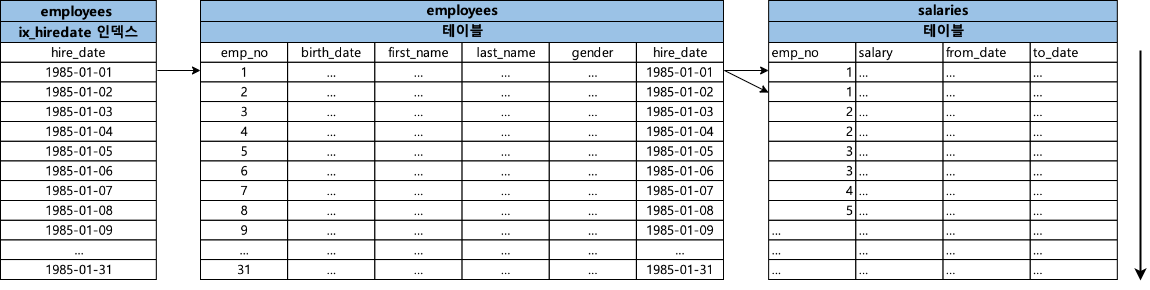 employees employees salaries
ix_hiredate 인덱스 테이블 테이블
hire_date emp_no birth_date first_name last_name gender hire_date emp_no salary from_date to_date
1985-01-01 1 ... ... ... ... 1985-01-01 1 ... ... ...
1985-01-02 2 ... ... ... ... 1985-01-02 1 ... ... ...
1985-01-03 3 ... ... ... ... 1985-01-03 2 ... ... ...
1985-01-04 4 ... ... ... ... 1985-01-04 2 ... ... ...
1985-01-05 5 ... ... ... ... 1985-01-05 3 ... ... ...
1985-01-06 6 ... ... ... ... 1985-01-06 3 ... ... ...
1985-01-07 7 ... ... ... ... 1985-01-07 4 ... ... ...
1985-01-08 8 ... ... ... ... 1985-01-08 5 ... ... ...
1985-01-09 9 ... ... ... ... 1985-01-09 ... ... ... ...
... ... ... ... ... ... ... ... ... ... ...
1985-01-31 31 ... ... ... ... 1985-01-31 ... ... ... ...